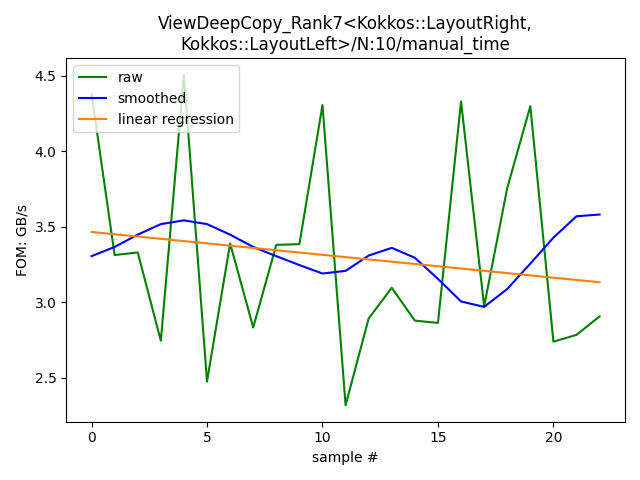 ViewDeepCopy_Rank7<Kokkos::LayoutRight,
Kokkos::LayoutLeft>/N:10/manual_time
raw
smoothed
linear regression
FOM: GB/s
4.5
4.0
3.5
3.0
2.5
0
5
10
15
20
sample #